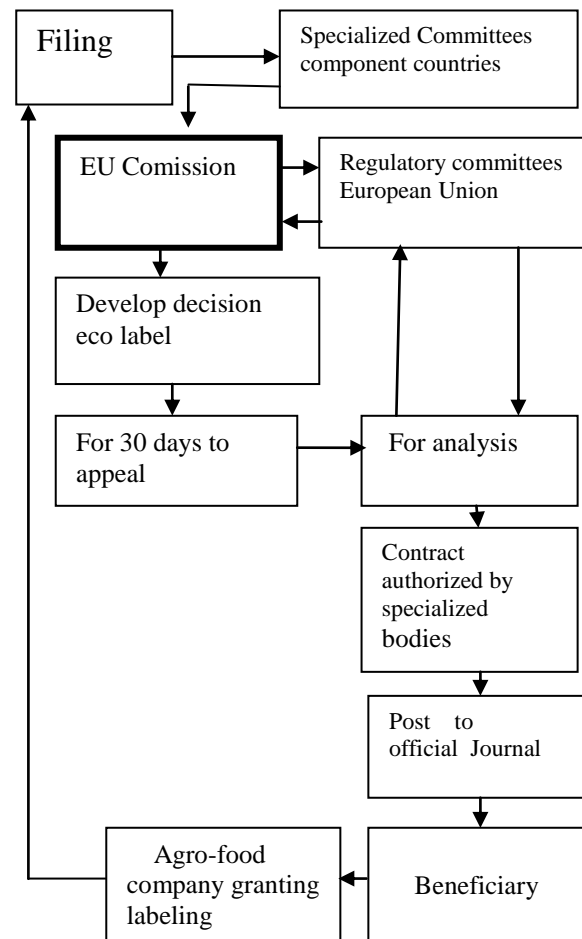 Filing
Specialized Committees
component countries
EU Comission
Regulatory committees
European Union
Develop decision
eco label
For 30 days to
appeal
For analysis
Contract
authorized by
specialized
bodies
Post to
official Journal
Agro-food
company granting
labeling
Beneficiary